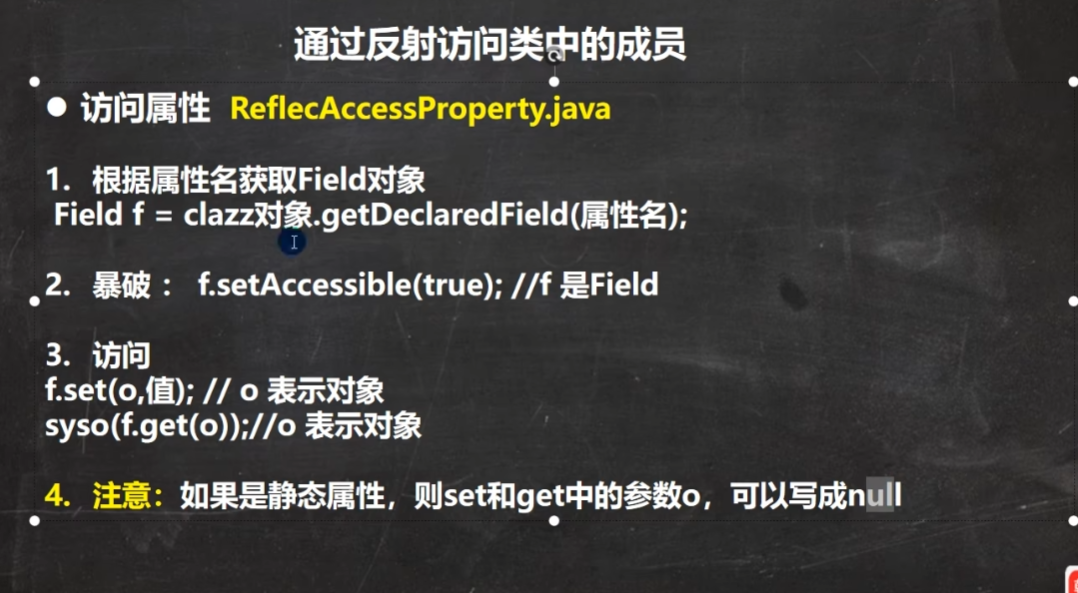 通过反射访问类中的成员
● 访问属性 ReflecAccessProperty.java
1. 根据属性名获取Field对象
Field f = clazz对象.getDeclaredField(属性名);
2. 暴破 ： f.setAccessible(true); //f 是Field
3. 访问
f.set(o,值); // o 表示对象
syso(f.get(o));//o 表示对象
4. 注意：如果是静态属性，则set和get中的参数o，可以写成null